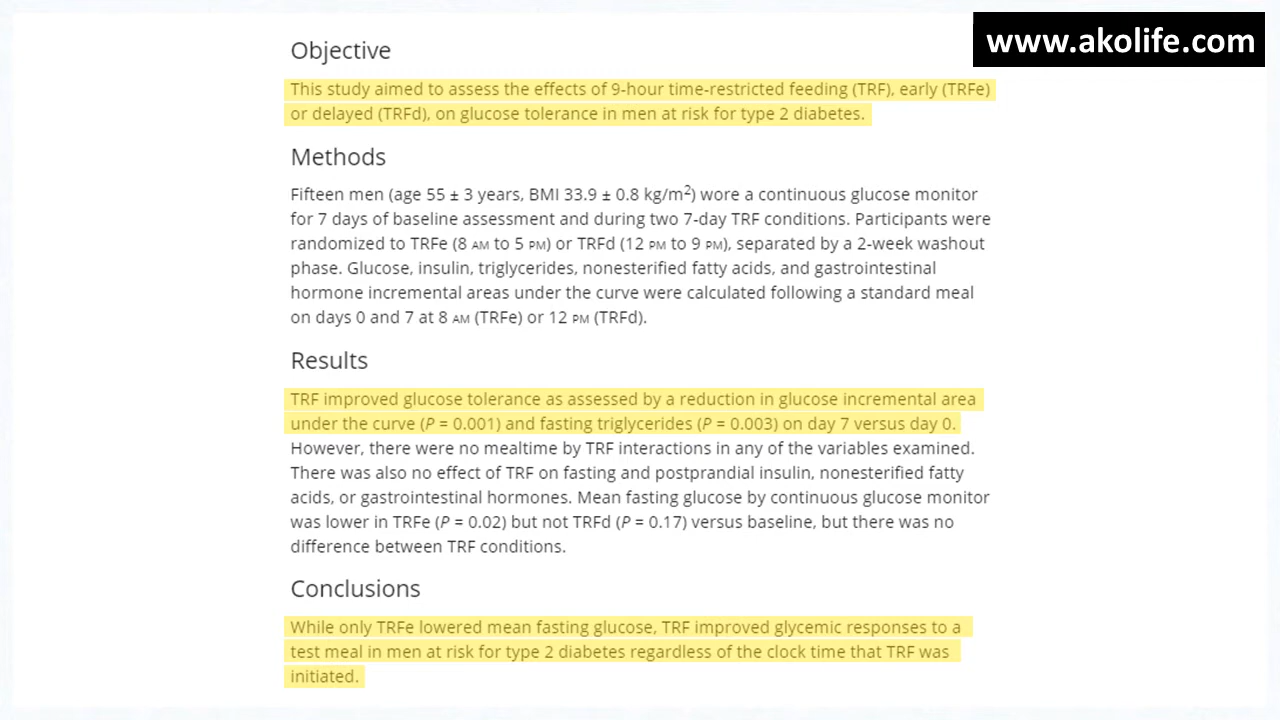 www.akolife.com
Objective
This study aimed to assess the effects of 9-hour time-restricted feeding (TRF), early (TRFe)
or delayed (TRFd), on glucose tolerance in men at risk for type 2 diabetes.
Methods
Fifteen men (age 55 ± 3 years, BMI 33.9 ± 0.8 kg/m²) wore a continuous glucose monitor
for 7 days of baseline assessment and during two 7-day TRF conditions. Participants were
randomized to TRFe (8 AM to 5 PM) or TRFd (12 PM to 9 PM), separated by a 2-week washout
phase. Glucose, insulin, triglycerides, nonesterified fatty acids, and gastrointestinal
hormone incremental areas under the curve were calculated following a standard meal
on days 0 and 7 at 8 AM (TRFe) or 12 PM (TRFd).
Results
TRF improved glucose tolerance as assessed by a reduction in glucose incremental area
under the curve (P = 0.001) and fasting triglycerides (P = 0.003) on day 7 versus day 0.
However, there were no mealtime by TRF interactions in any of the variables examined.
There was also no effect of TRF on fasting and postprandial insulin, nonesterified fatty
acids, or gastrointestinal hormones. Mean fasting glucose by continuous glucose monitor
was lower in TRFe (P = 0.02) but not TRFd (P = 0.17) versus baseline, but there was no
difference between TRF conditions.
Conclusions
While only TRFe lowered mean fasting glucose, TRF improved glycemic responses to a
test meal in men at risk for type 2 diabetes regardless of the clock time that TRF was
initiated.